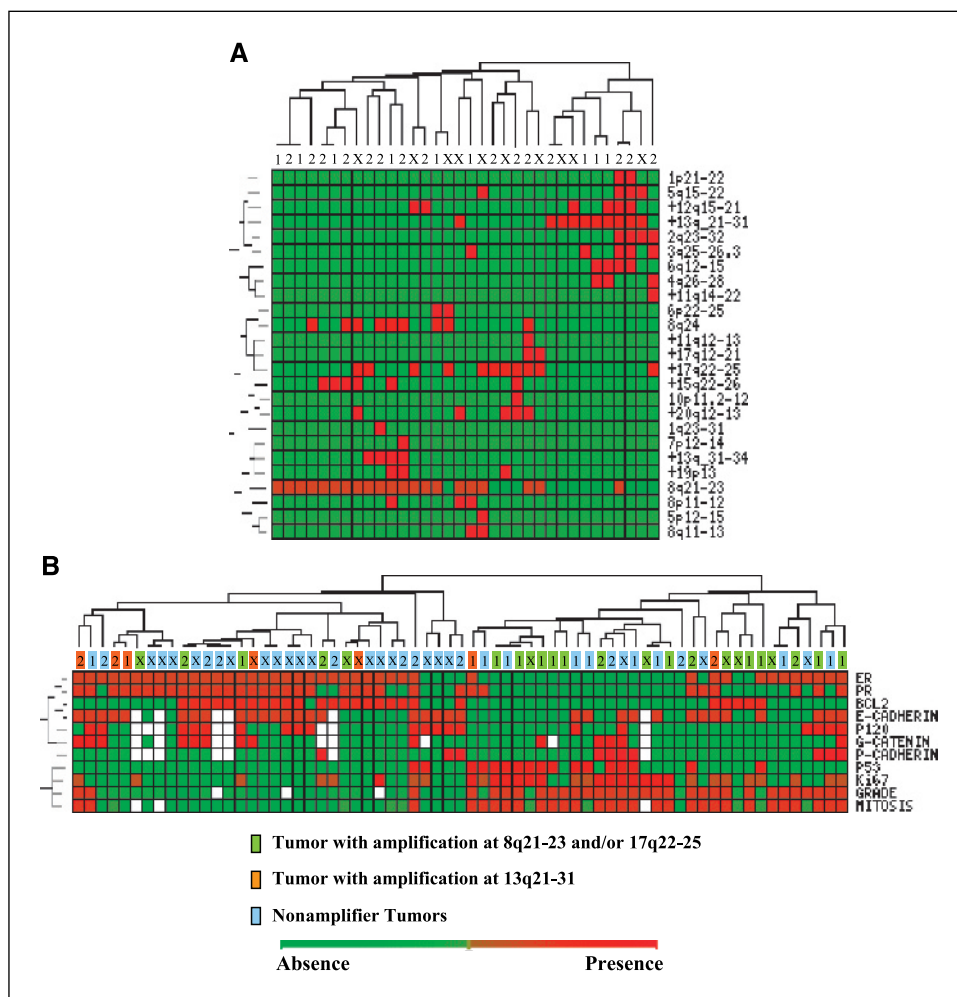 A
1 2 1 2 2 1 2 X 2 2 1 2 X 2 1 X X 1 X 2 X 2 2 X 2 X X 1 1 1 2 2 X 2
1p21-22
5q15-22
+12q15-21
+13q_21-31
2q23-32
3q25-26.3
6q12-15
4q26-28
+11q14-22
6p22-25
8q24
+11q12-13
+17q12-21
+17q22-25
+15q22-26
10p11.2-12
+20q12-13
1q23-31
7p12-14
+13q_31-34
+19p13
8q21-23
8p11-12
5p12-15
8q11-13
B
2 1 2 2 1 X X X X 2 X 2 2 X 1 X X X X X X 2 2 X X X X X 2 2 X X X 2 1 1 1 1 1 X 1 1 1 1 1 2 2 X 1 X 1 1 2 2 X 2 X X 1 1 X 1 2 X 1 1 1
ER
PR
BCL2
E-CADHERIN
P120
G-CATENIN
P-CADHERIN
P53
Ki67
GRADE
MITOSIS
Tumor with amplification at 8q21-23 and/or 17q22-25
Tumor with amplification at 13q21-31
Nonamplifier Tumors
Absence Presence